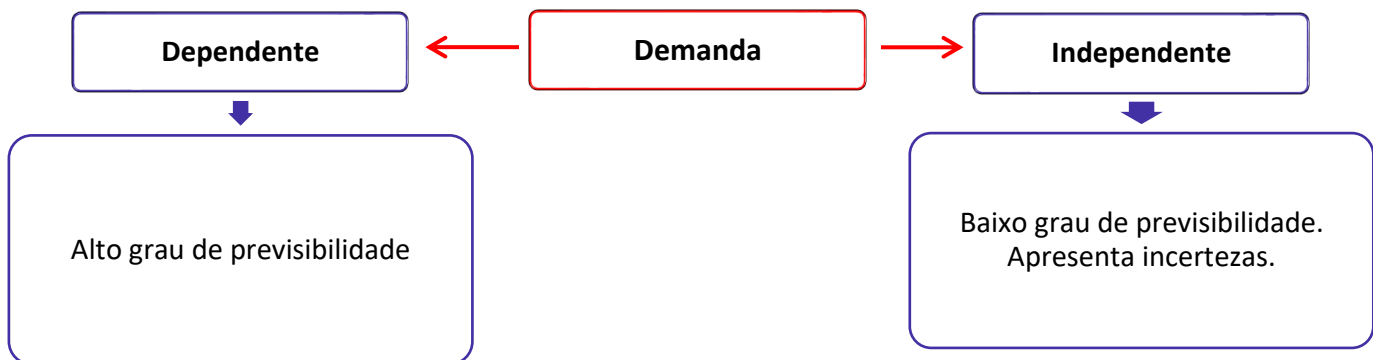 Dependente
Demanda
Independente
Alto grau de previsibilidade
Baixo grau de previsibilidade.
Apresenta incertezas.